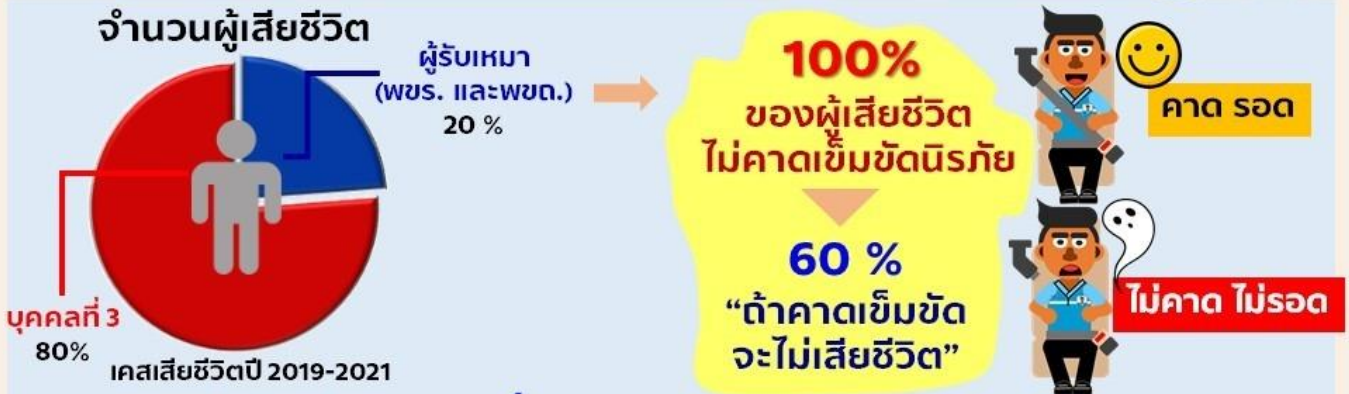 จำนวนผู้เสียชีวิต
ผู้รับเหมา
(พขร. และพขต.)
20 %
บุคคลที่ 3
80%
เคสเสียชีวิตปี 2019-2021
100%
ของผู้เสียชีวิต
ไม่คาดเข็มขัดนิรภัย
60 %
“ถ้าคาดเข็มขัด
จะไม่เสียชีวิต”
คาด รอด
ไม่คาด ไม่รอด